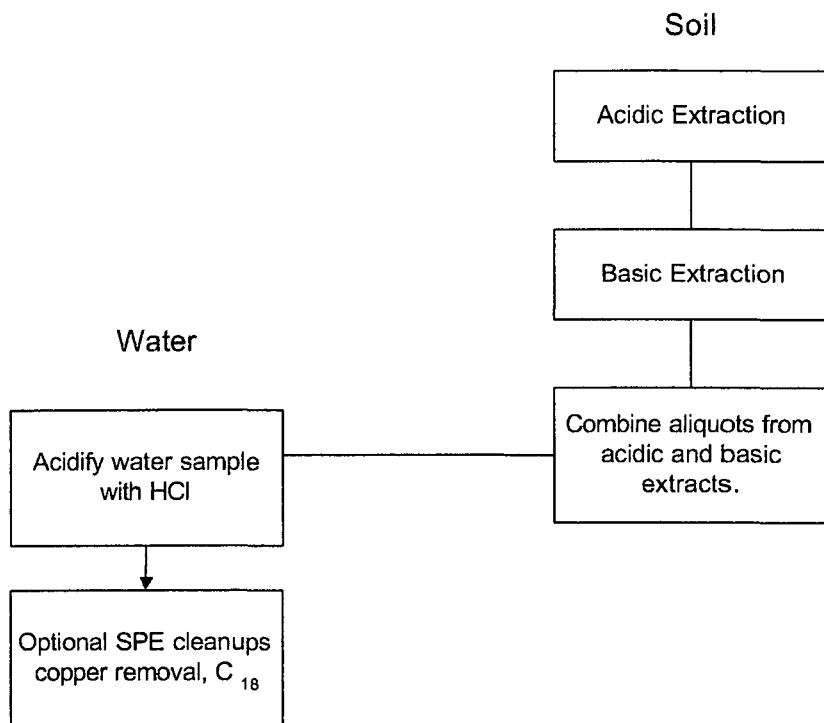 Soil
Acidic Extraction
Basic Extraction
Combine aliquots from
acidic and basic
extracts.
Water
Acidify water sample
with HCl
Optional SPE cleanups
copper removal, C 18